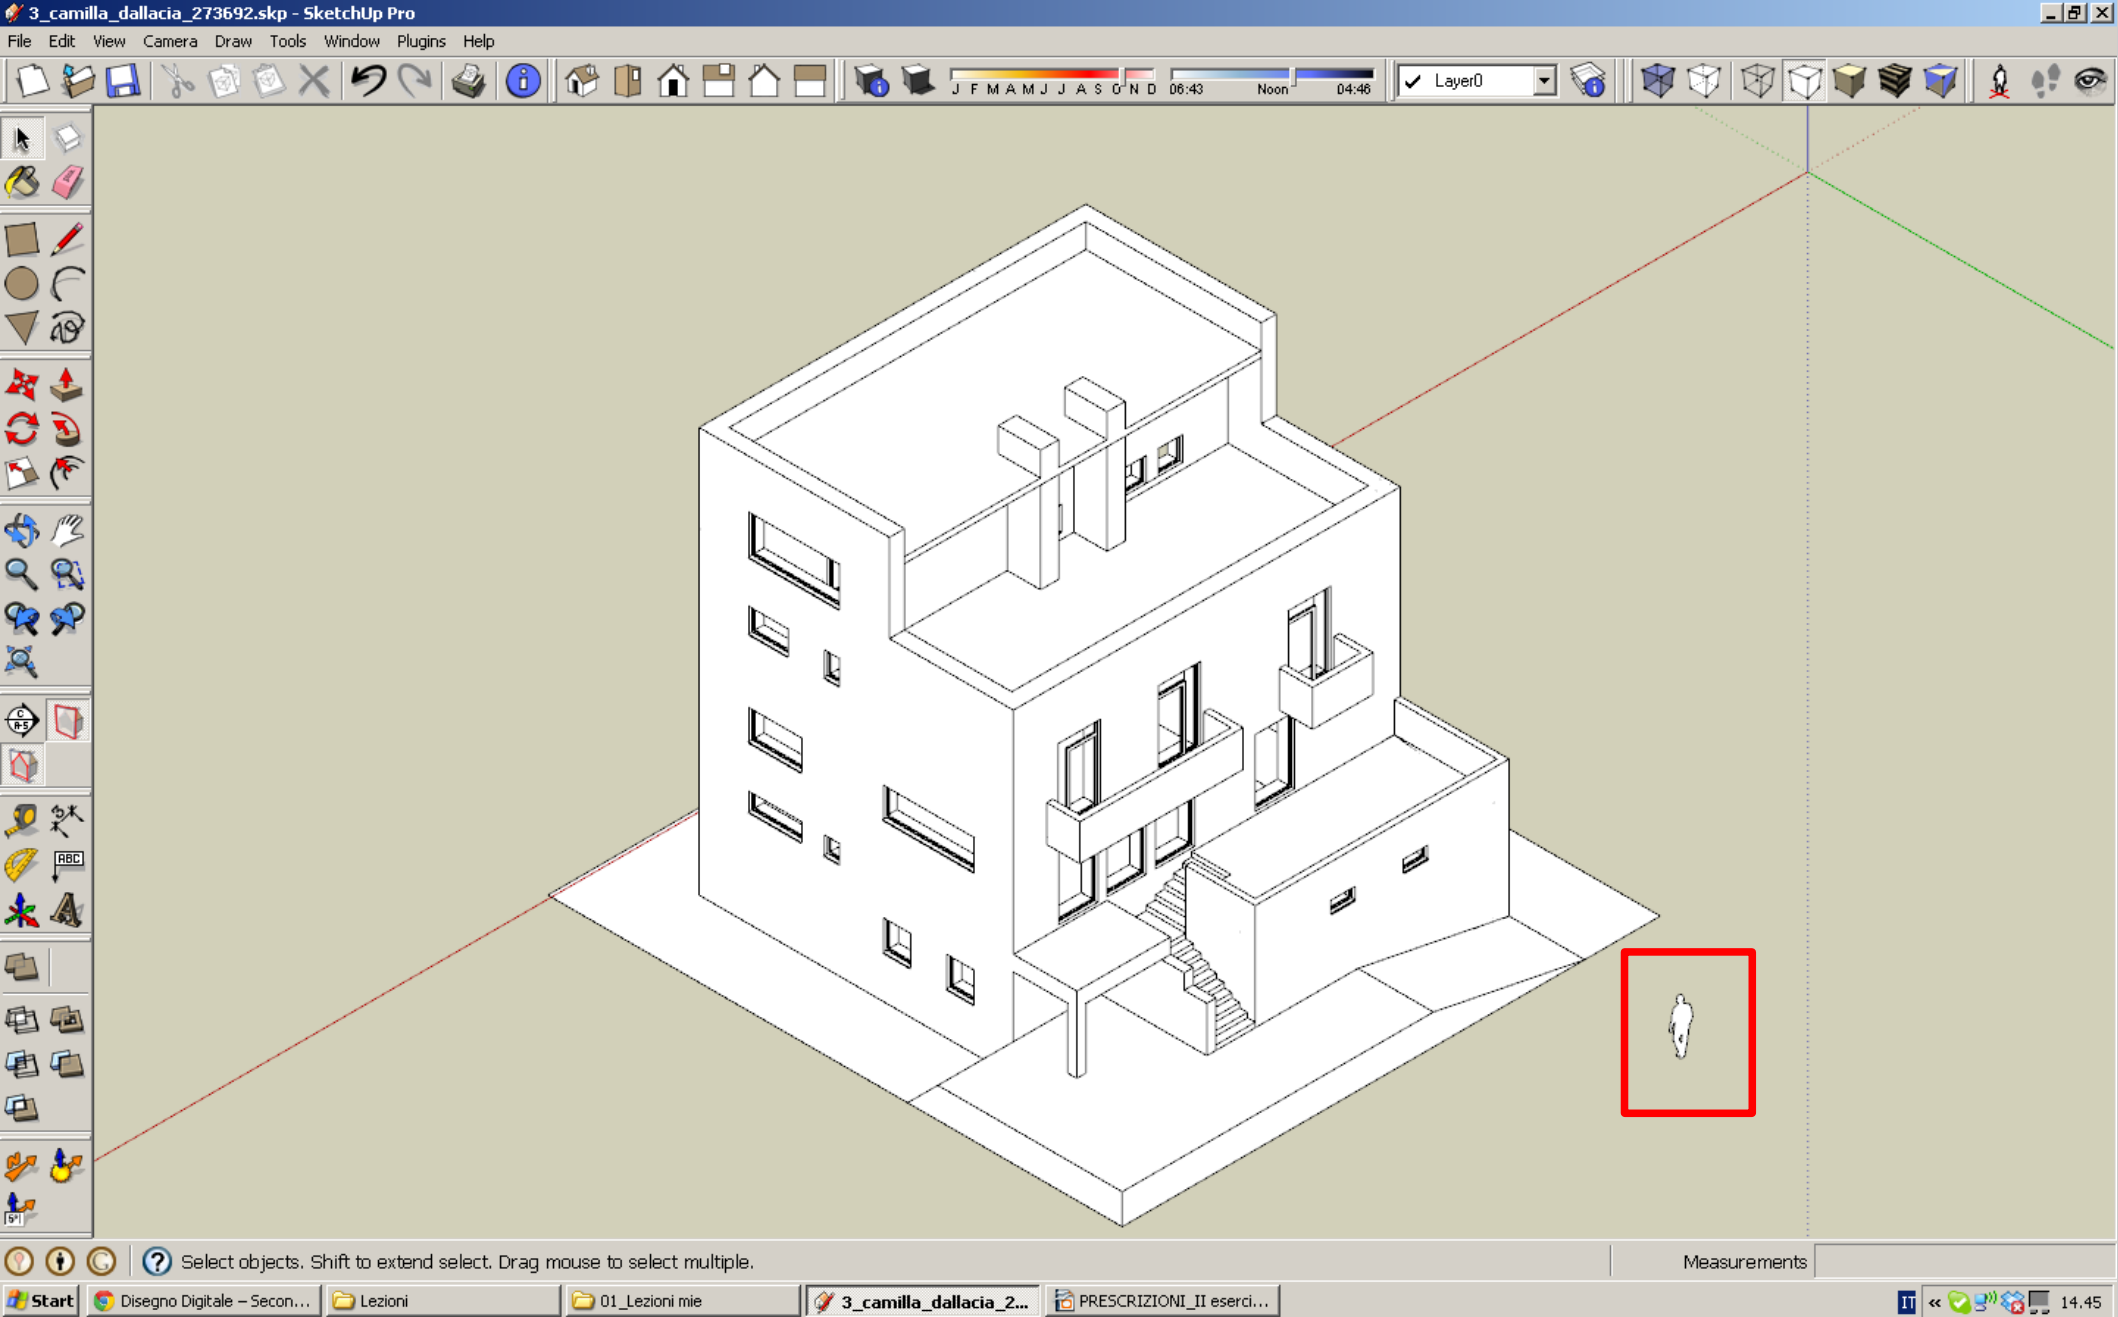 3_camilla_dallacia_273692.skp - SketchUp Pro
File Edit View Camera Draw Tools Window Plugins Help
J F M A M J J A S O N D 06:43 Noon 04:46 Layer0
C
A-5
ABC
A
5°
Select objects. Shift to extend select. Drag mouse to select multiple. Measurements
Start Disegno Digitale – Secon... Lezioni 01_Lezioni mie 3_camilla_dallacia_2... PRESCRIZIONI_II eserci... IT « 14.45